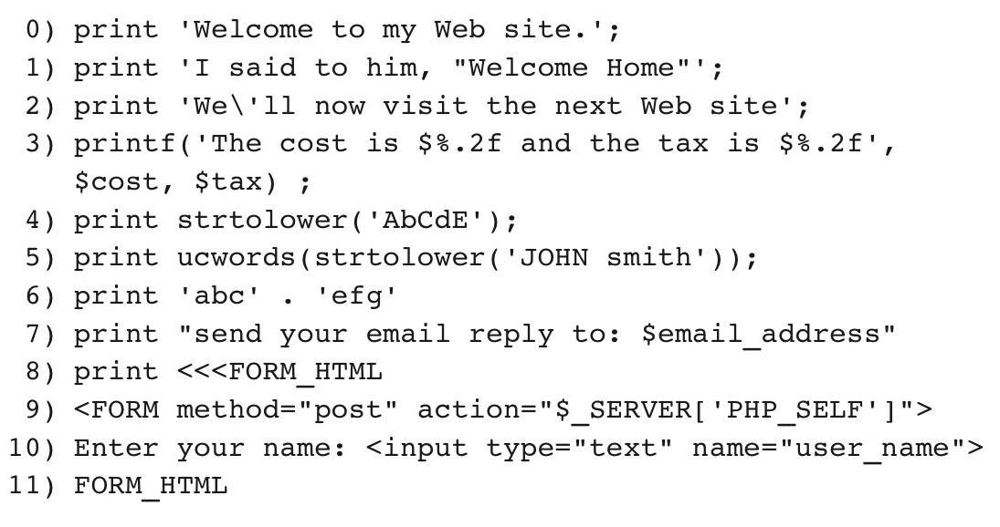 0) print 'Welcome to my Web site.';
1) print 'I said to him, "Welcome Home"';
2) print 'We\'ll now visit the next Web site';
3) printf('The cost is $%.2f and the tax is $%.2f',
$cost, $tax) ;
4) print strtolower('AbCdE');
5) print ucwords(strtolower('JOHN smith'));
6) print 'abc' . 'efg'
7) print "send your email reply to: $email_address"
8) print <<<FORM_HTML
9) <FORM method="post" action="$_SERVER['PHP_SELF']">
10) Enter your name: <input type="text" name="user_name">
11) FORM_HTML